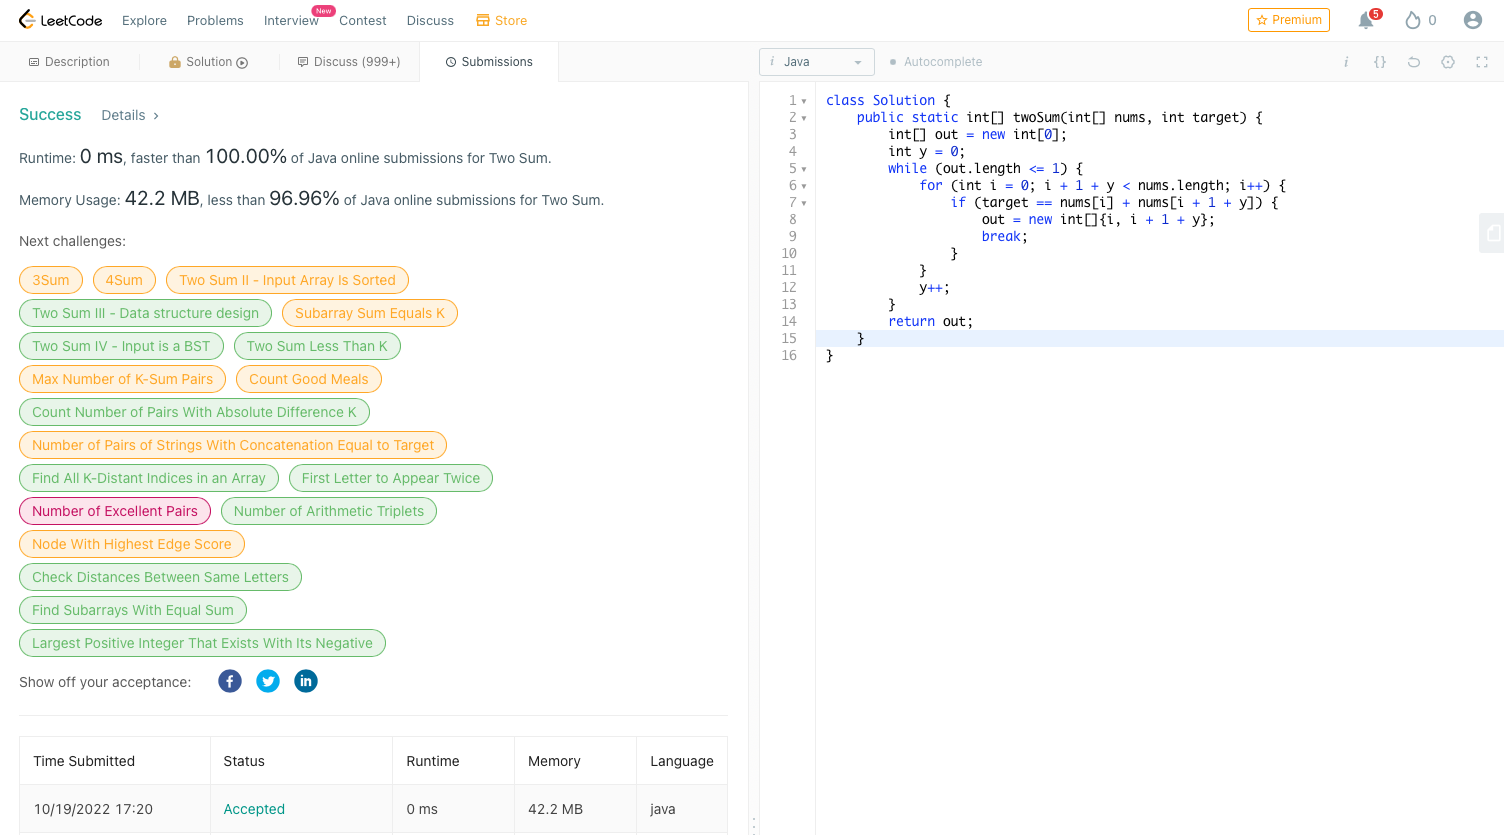 LeetCode Explore Problems Interview New Contest Discuss Store Premium 5 0
Description Solution Discuss (999+) Submissions
i Java Autocomplete i {}
Success Details >
Runtime: 0 ms, faster than 100.00% of Java online submissions for Two Sum.
Memory Usage: 42.2 MB, less than 96.96% of Java online submissions for Two Sum.
Next challenges:
3Sum 4Sum Two Sum II - Input Array Is Sorted
Two Sum III - Data structure design Subarray Sum Equals K
Two Sum IV - Input is a BST Two Sum Less Than K
Max Number of K-Sum Pairs Count Good Meals
Count Number of Pairs With Absolute Difference K
Number of Pairs of Strings With Concatenation Equal to Target
Find All K-Distant Indices in an Array First Letter to Appear Twice
Number of Excellent Pairs Number of Arithmetic Triplets
Node With Highest Edge Score
Check Distances Between Same Letters
Find Subarrays With Equal Sum
Largest Positive Integer That Exists With Its Negative
Show off your acceptance: f in
Time Submitted Status Runtime Memory Language
10/19/2022 17:20 Accepted 0 ms 42.2 MB java
1 class Solution {
2     public static int[] twoSum(int[] nums, int target) {
3         int[] out = new int[0];
4         int y = 0;
5         while (out.length <= 1) {
6             for (int i = 0; i + 1 + y < nums.length; i++) {
7                 if (target == nums[i] + nums[i + 1 + y]) {
8                     out = new int[]{i, i + 1 + y};
9                     break;
10                 }
11             }
12             y++;
13         }
14         return out;
15     }
16 }